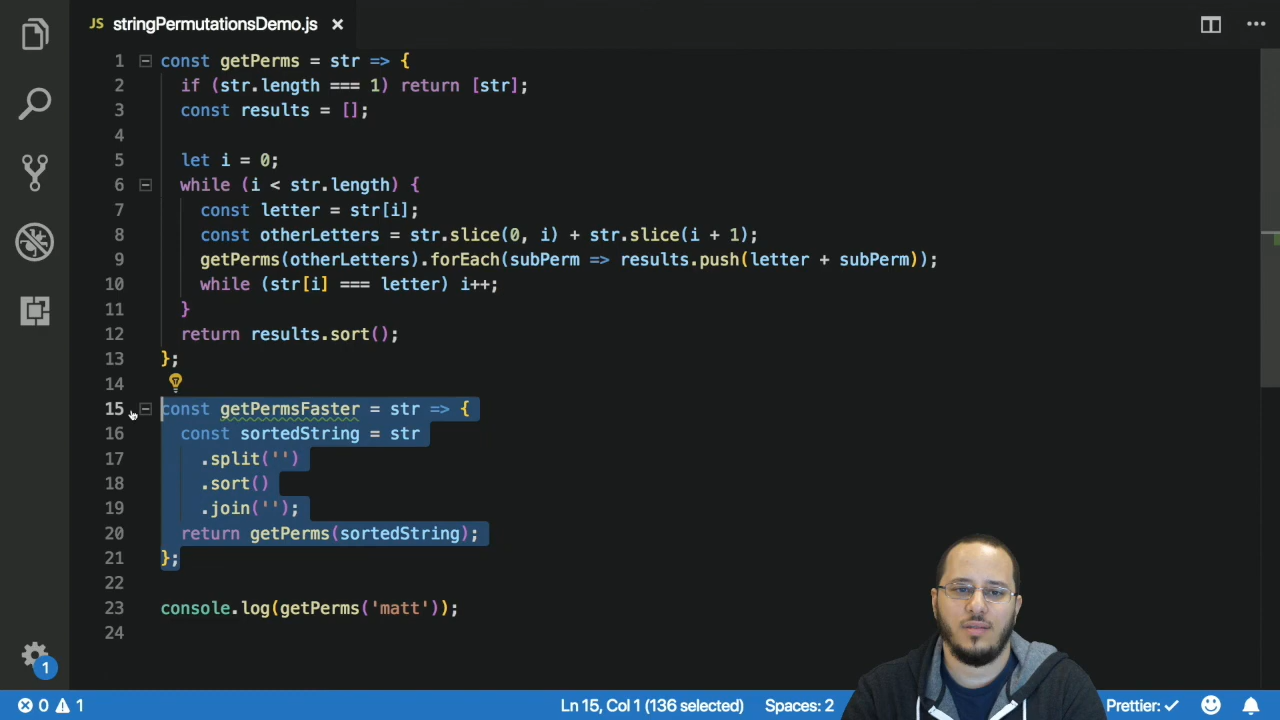 JS stringPermutationsDemo.js ×
1 const getPerms = str => {
2 if (str.length === 1) return [str];
3 const results = [];
4
5 let i = 0;
6 while (i < str.length) {
7 const letter = str[i];
8 const otherLetters = str.slice(0, i) + str.slice(i + 1);
9 getPerms(otherLetters).forEach(subPerm => results.push(letter + subPerm));
10 while (str[i] === letter) i++;
11 }
12 return results.sort();
13 };
14
15 const getPermsFaster = str => {
16 const sortedString = str
17 .split('')
18 .sort()
19 .join('');
20 return getPerms(sortedString);
21 };
22
23 console.log(getPerms('matt'));
24
1
0 1 Ln 15, Col 1 (136 selected) Spaces: 2 Prettier: ✓